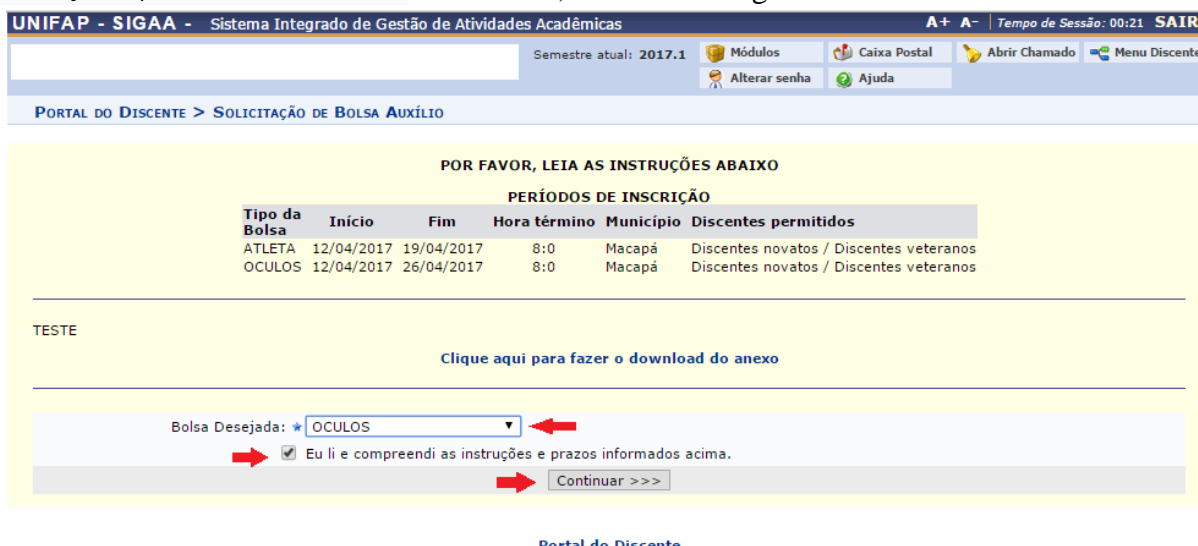 UNIFAP - SIGAA - Sistema Integrado de Gestão de Atividades Acadêmicas A+ A- Tempo de Sessão: 00:21 SAIR
Semestre atual: 2017.1 Módulos Caixa Postal Abrir Chamado Menu Discente
Alterar senha Ajuda
PORTAL DO DISCENTE > SOLICITAÇÃO DE BOLSA AUXÍLIO
POR FAVOR, LEIA AS INSTRUÇÕES ABAIXO
PERÍODOS DE INSCRIÇÃO
Tipo da Bolsa Início Fim Hora término Município Discentes permitidos
ATLETA 12/04/2017 19/04/2017 8:0 Macapá Discentes novatos / Discentes veteranos
OCULOS 12/04/2017 26/04/2017 8:0 Macapá Discentes novatos / Discentes veteranos
TESTE
Clique aqui para fazer o download do anexo
Bolsa Desejada: OCULOS
Eu li e compreendi as instruções e prazos informados acima.
Continuar >>>
Portal do Discente